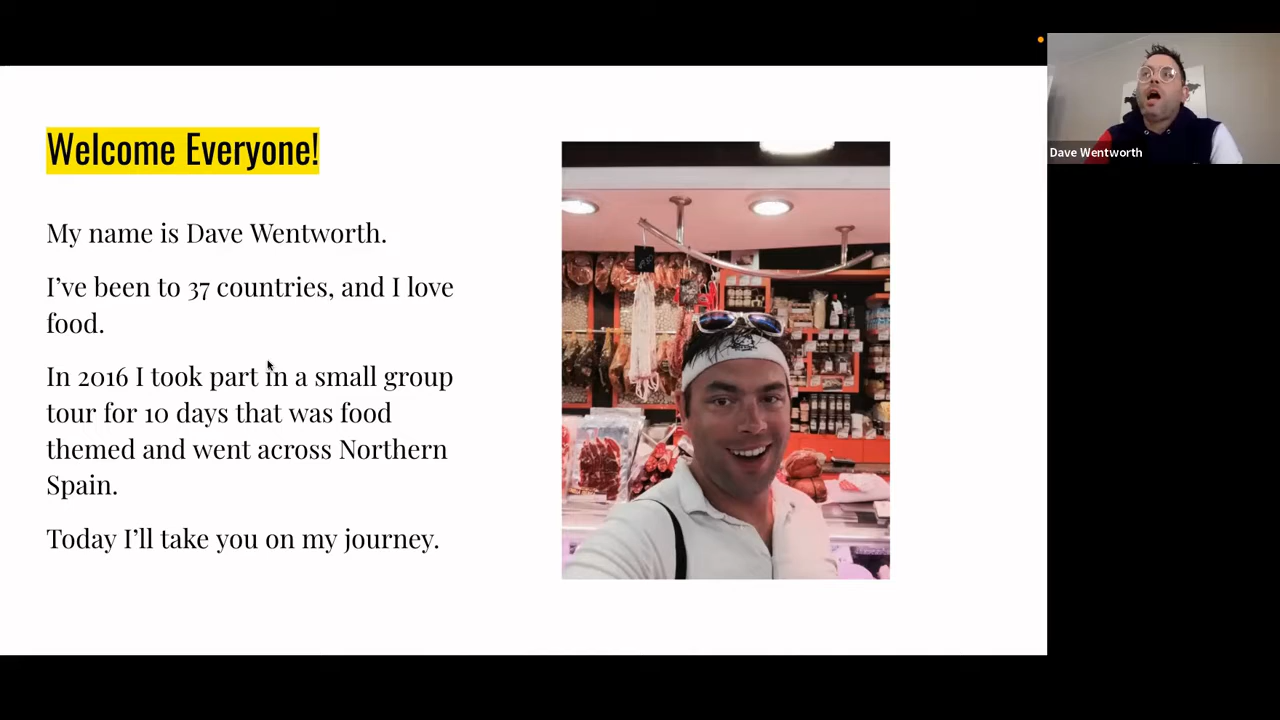 Welcome Everyone!
My name is Dave Wentworth.
I've been to 37 countries, and I love
food.
In 2016 I took part in a small group
tour for 10 days that was food
themed and went across Northern
Spain.
Today I'll take you on my journey.
Dave Wentworth